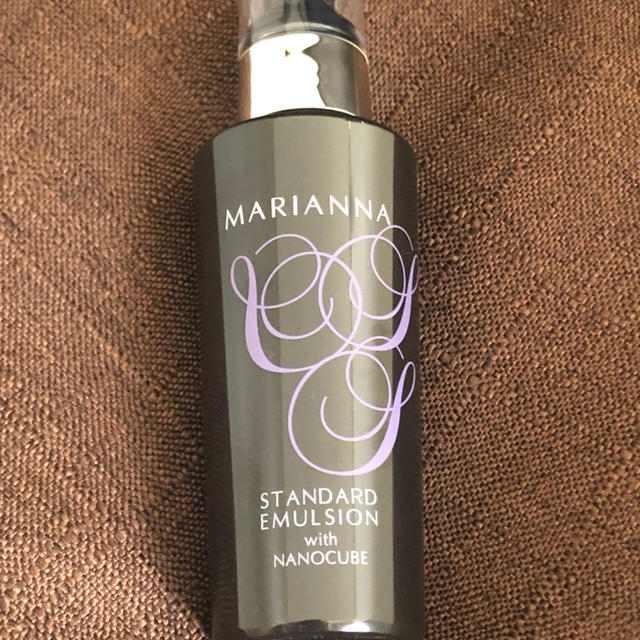 MARIANNA
STANDARD
EMULSION
with
NANOCUBE